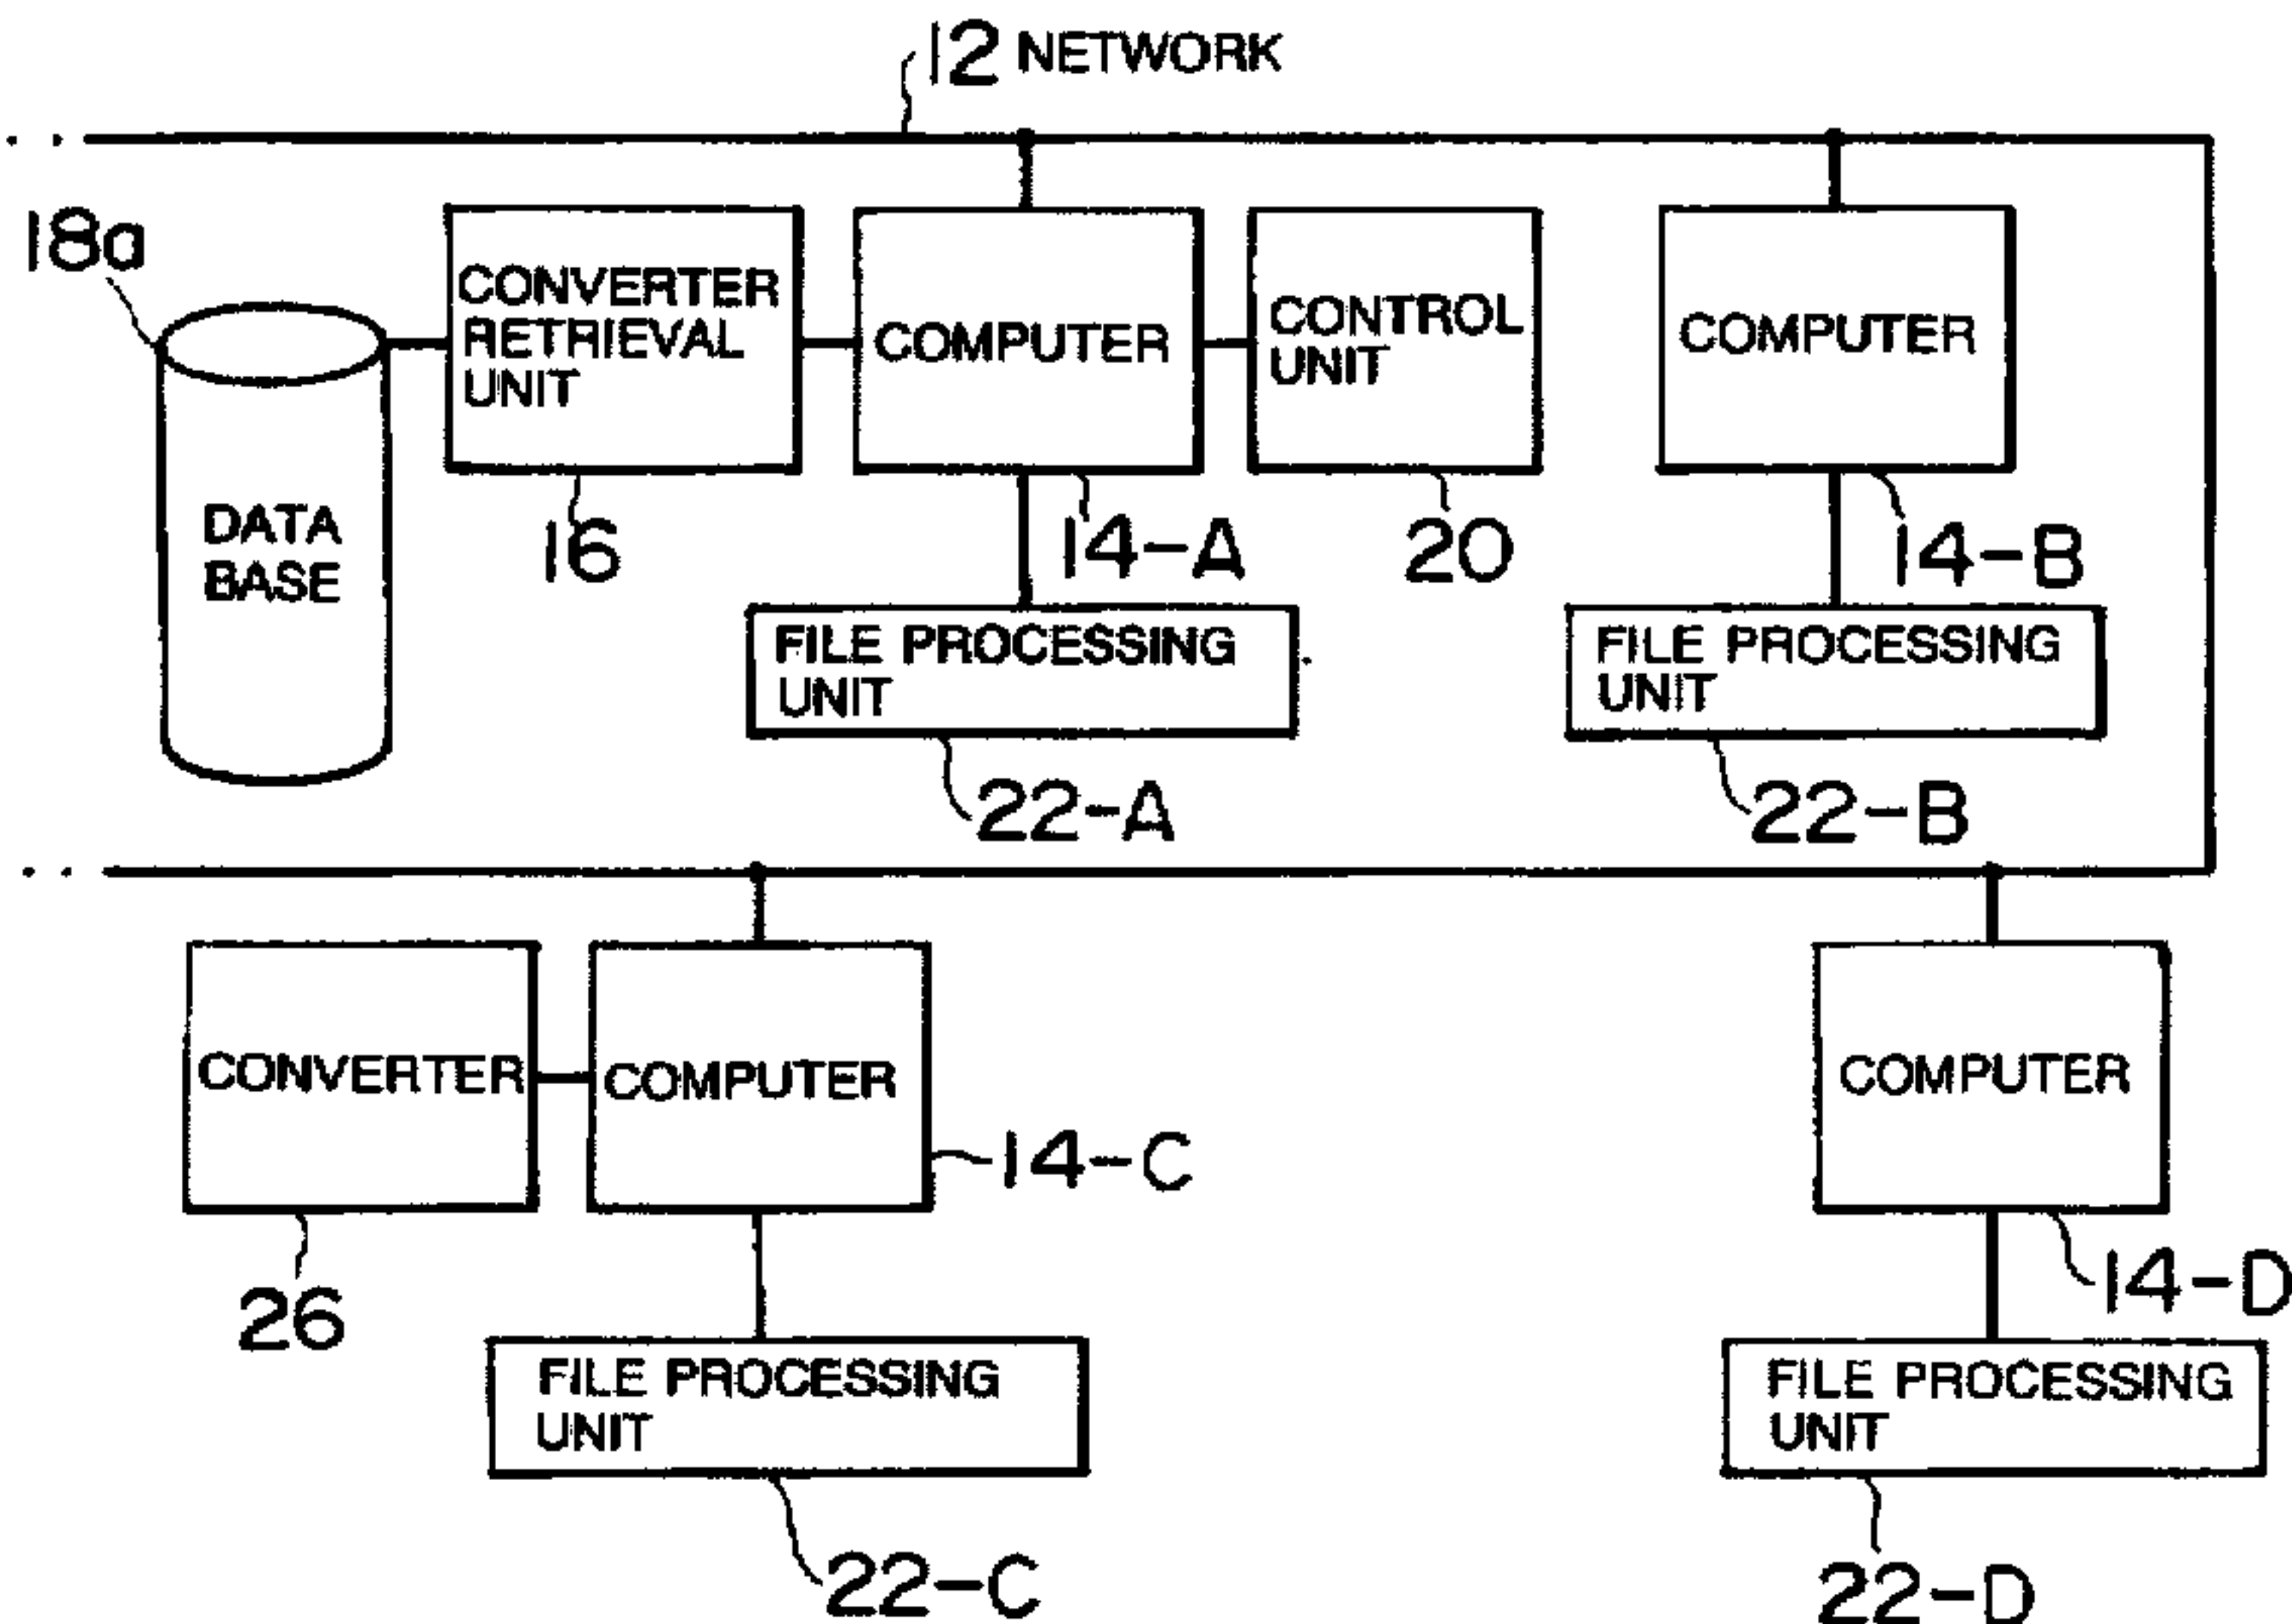 12 NETWORK
18a
CONVERTER
RETRIEVAL
UNIT
COMPUTER
CONTROL
UNIT
COMPUTER
DATA
BASE
16
14-A
20
14-B
FILE PROCESSING
UNIT
FILE PROCESSING
UNIT
22-A
22-B
CONVERTER
COMPUTER
COMPUTER
14-C
26
14-D
FILE PROCESSING
UNIT
FILE PROCESSING
UNIT
22-C
22-D